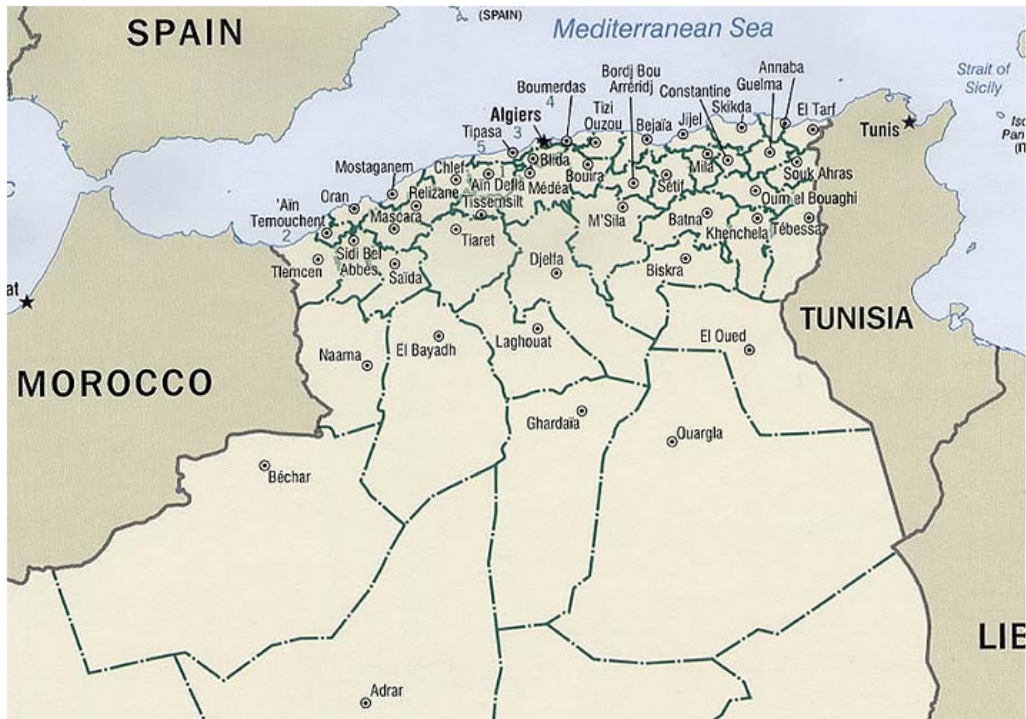 (SPAIN)
SPAIN
Mediterranean Sea
Strait of
Sicily
Bordj Bou
Arréridj
Annaba
Constantine
Guelma
Boumerdas
4
Tizi
Ouzou
Skikda
El Tarf
Algiers
3
Tipasa
5
Bejaïa
Jijel
Tunis
Mostaganem
Chlef
1
Blida
Aïn Defla
Médéa
Bouira
Sétif
Mila
Souk Ahras
Oran
Relizane
Tissemsilt
Oum el Bouaghi
'Aïn
Temouchent
2
Mascara
M'Sila
Batna
Khenchela
Tébessa
Tlemcen
Sidi Bel
Abbès
Saïda
Tiaret
Djelfa
Biskra
TUNISIA
Naama
El Bayadh
Laghouat
El Oued
MOROCCO
Ghardaïa
Ouargla
Béchar
Adrar